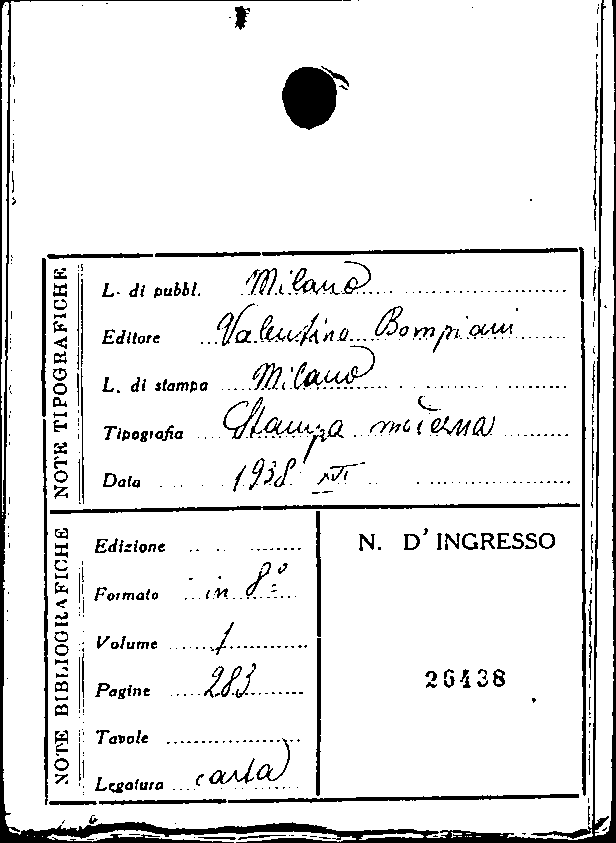 NOTE TIPOGRAFICHE
L. di pubbl. Milano
Editore Valentino Bompiani
L. di stampa Milano
Tipografia Stampa moderna
Data 1938 XVI
NOTE BIBLIOGRAFICHE
Edizione
Formato in 8º
Volume 1
Pagine 283
Tavole
Legatura carta
N. D'INGRESSO
26438